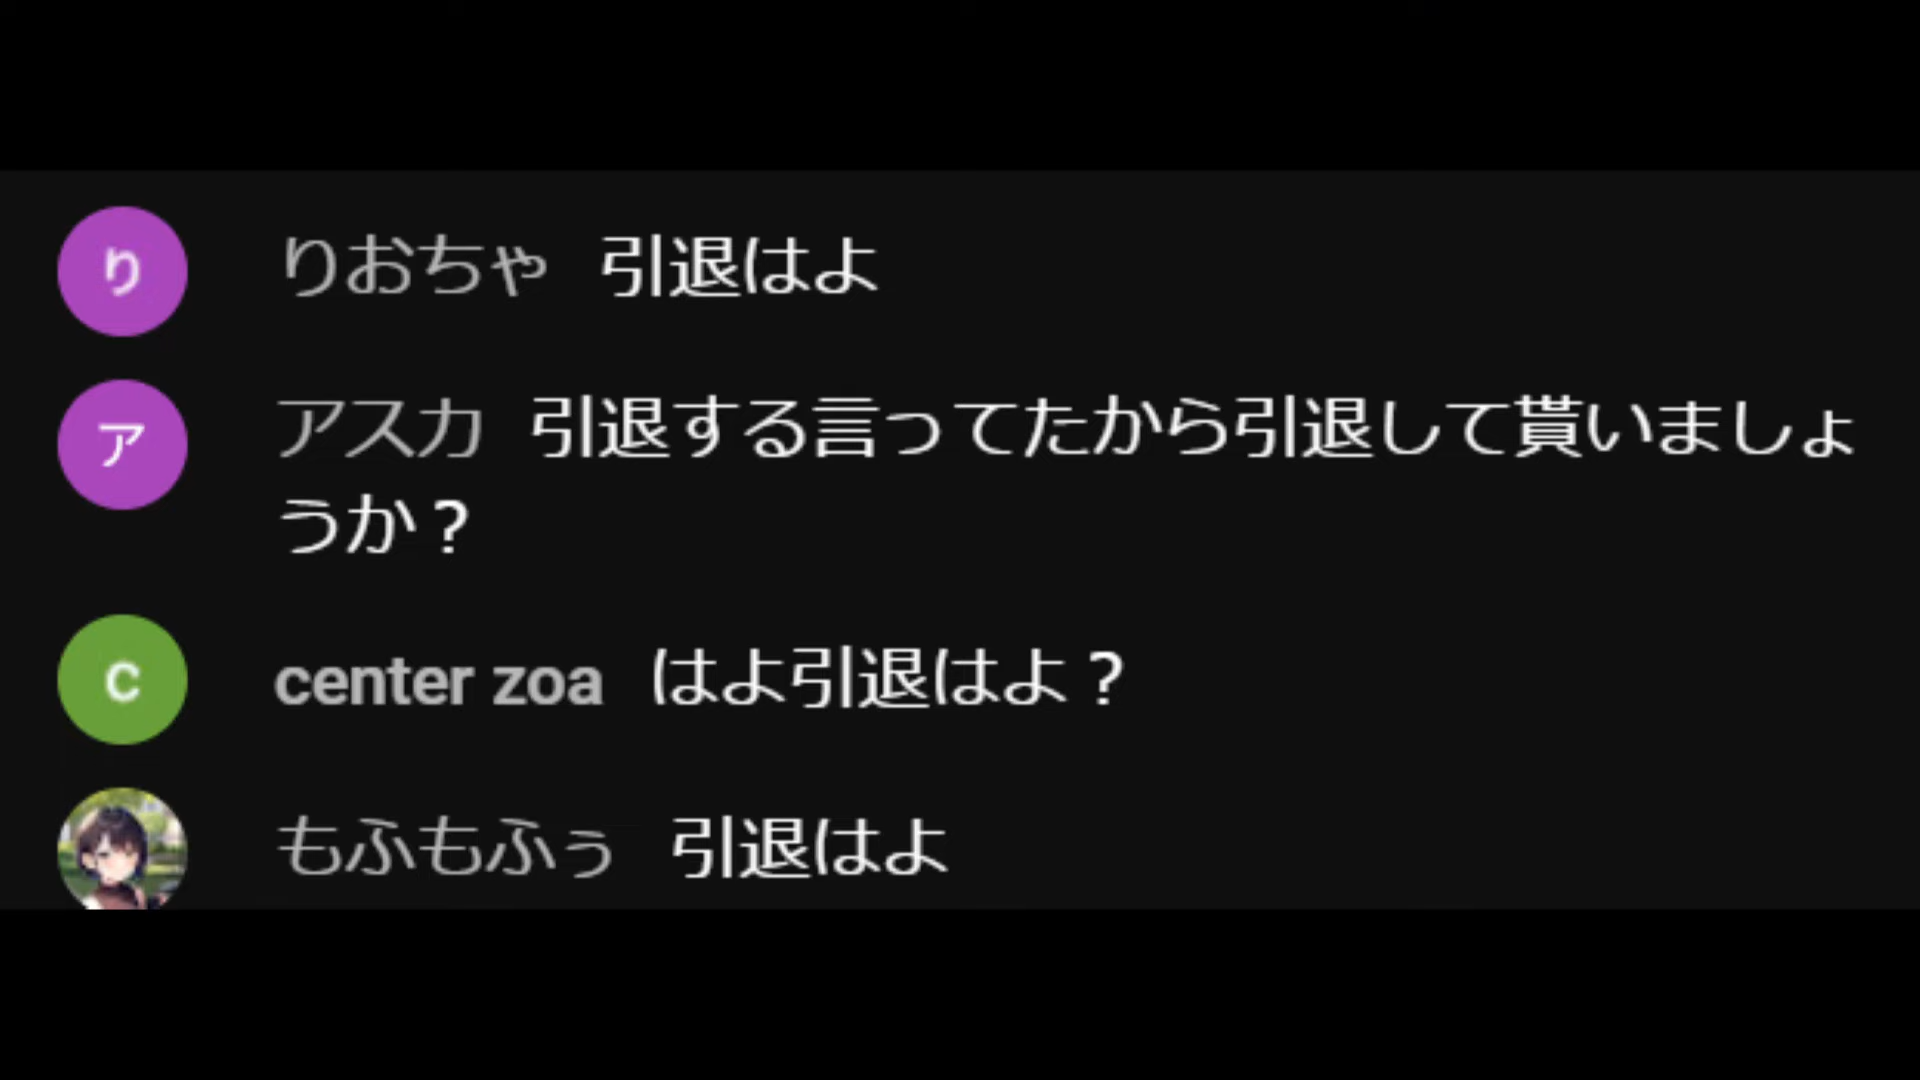 り りおちゃ 引退はよ
ア アスカ 引退する言ってたから引退して貰いましょ
うか？
C center zoa はよ引退はよ？
もふもふぅ 引退はよ